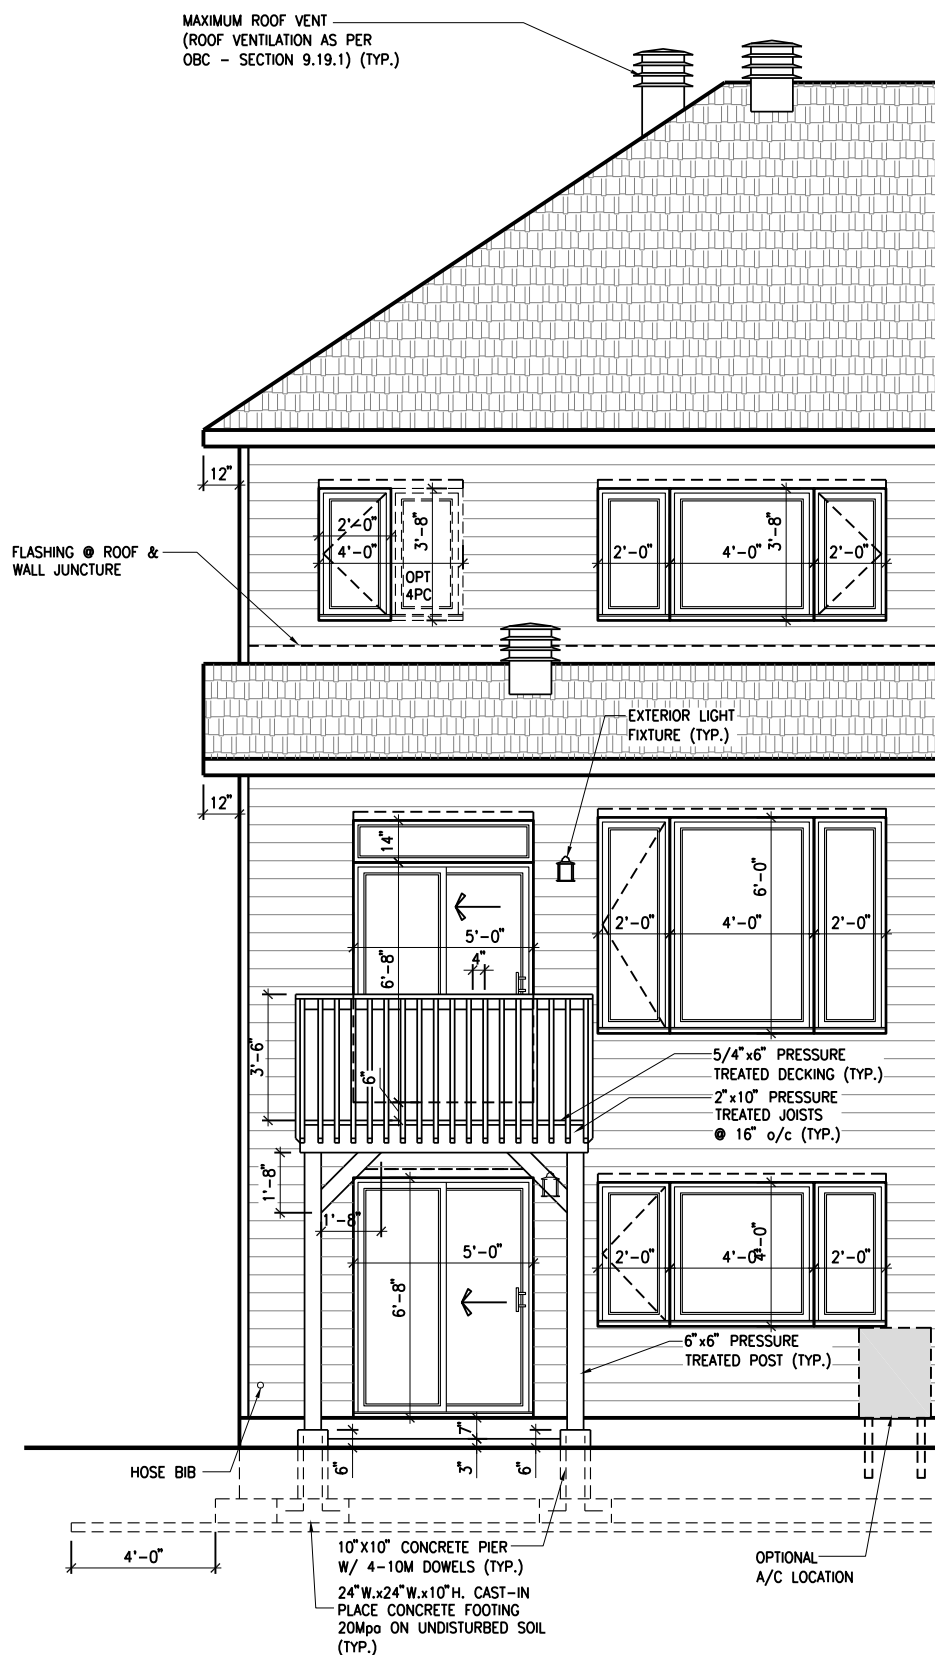 MAXIMUM ROOF VENT
(ROOF VENTILATION AS PER
OBC - SECTION 9.19.1) (TYP.)
12"
2'-0"
4'-0"
3'-8"
OPT
4PC
2'-0"
4'-0"
3'-8"
2'-0"
FLASHING @ ROOF &
WALL JUNCTURE
EXTERIOR LIGHT
FIXTURE (TYP.)
12"
14"
6'-0"
2'-0"
4'-0"
2'-0"
5'-0"
4"
6'-8"
3'-6"
6"
5/4"x6" PRESSURE
TREATED DECKING (TYP.)
2"x10" PRESSURE
TREATED JOISTS
@ 16" o/c (TYP.)
1'-8"
1'-8"
5'-0"
6'-8"
2'-0"
4'-0"
4'-0"
2'-0"
6"x6" PRESSURE
TREATED POST (TYP.)
HOSE BIB
6"
7"
3"
6"
4'-0"
10"X10" CONCRETE PIER
W/ 4-10M DOWELS (TYP.)
24"W.x24"W.x10"H. CAST-IN
PLACE CONCRETE FOOTING
20Mpa ON UNDISTURBED SOIL
(TYP.)
OPTIONAL
A/C LOCATION